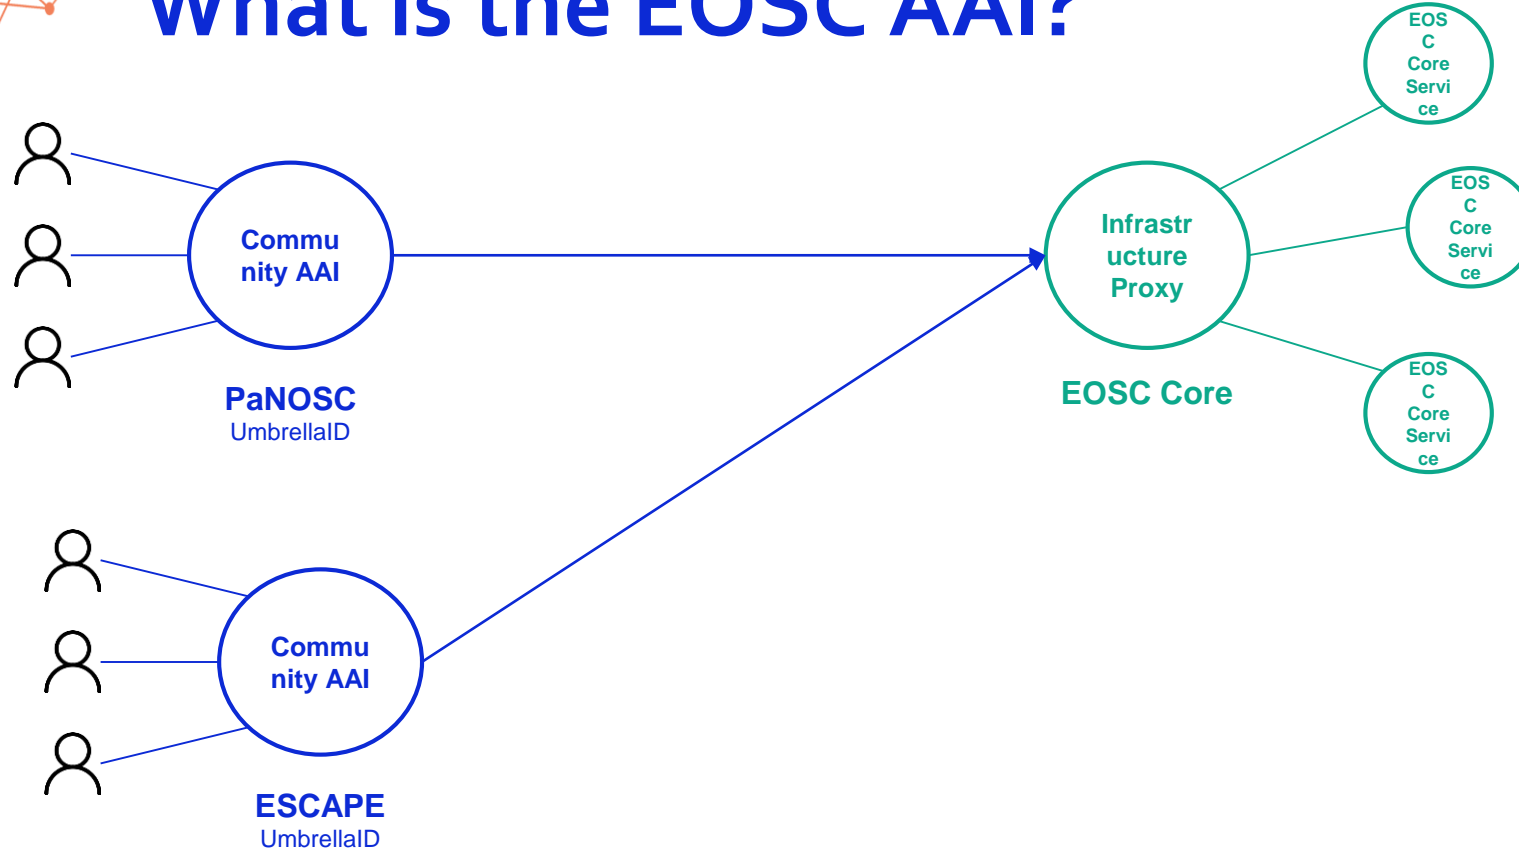 What is the EOSC AAI?
EOS
C
Core
Servi
ce
Commu
nity AAI
Infrastr
ucture
Proxy
EOS
C
Core
Servi
ce
PaNOSC
UmbrellaID
EOSC Core
EOS
C
Core
Servi
ce
Commu
nity AAI
ESCAPE
UmbrellaID